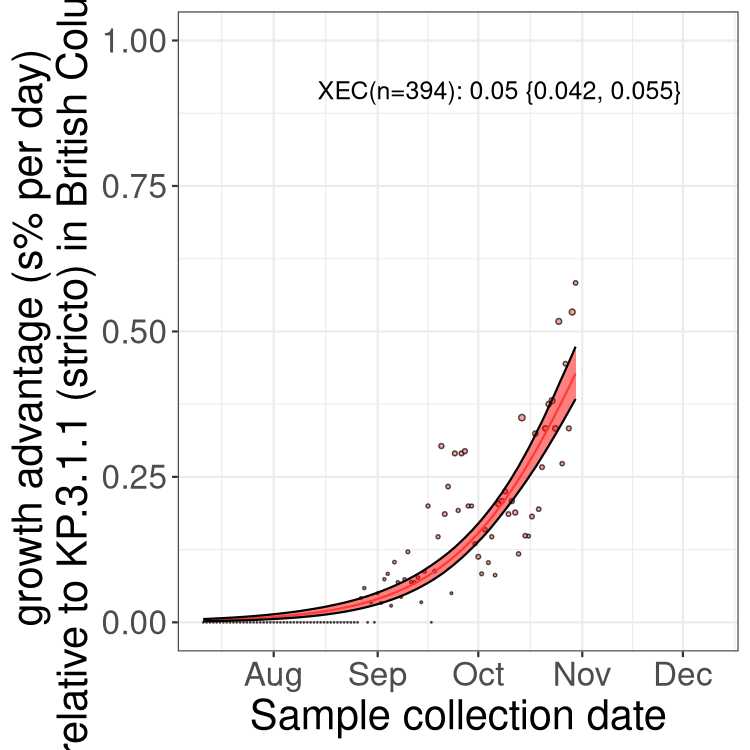 growth advantage (s% per day)
relative to KP.3.1.1 (stricto) in British Colu
1.00
0.75
0.50
0.25
0.00
XEC(n=394): 0.05 {0.042, 0.055}
Aug Sep Oct Nov Dec
Sample collection date